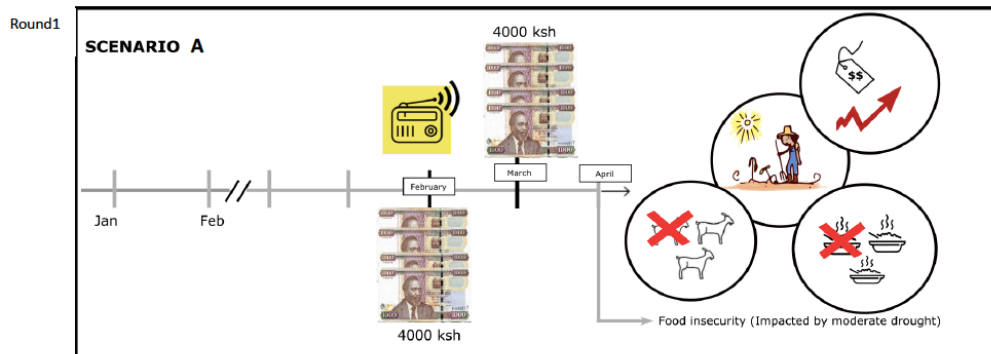 Round1
SCENARIO A
4000 ksh
$$
February
March
April
Jan
Feb
4000 ksh
Food insecurity (Impacted by moderate drought)